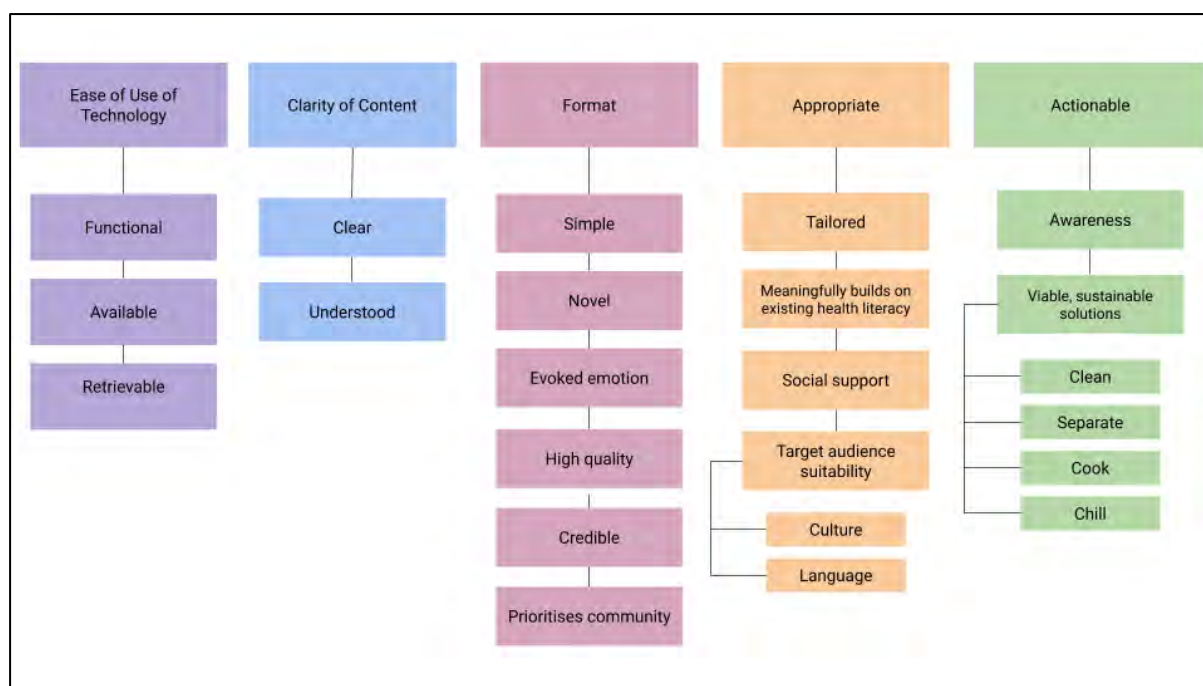 Ease of Use of
Technology
Functional
Available
Retrievable
Clarity of Content
Clear
Understood
Format
Simple
Novel
Evoked emotion
High quality
Credible
Prioritises community
Appropriate
Tailored
Meaningfully builds on
existing health literacy
Social support
Target audience
suitability
Culture
Language
Actionable
Awareness
Viable, sustainable
solutions
Clean
Separate
Cook
Chill